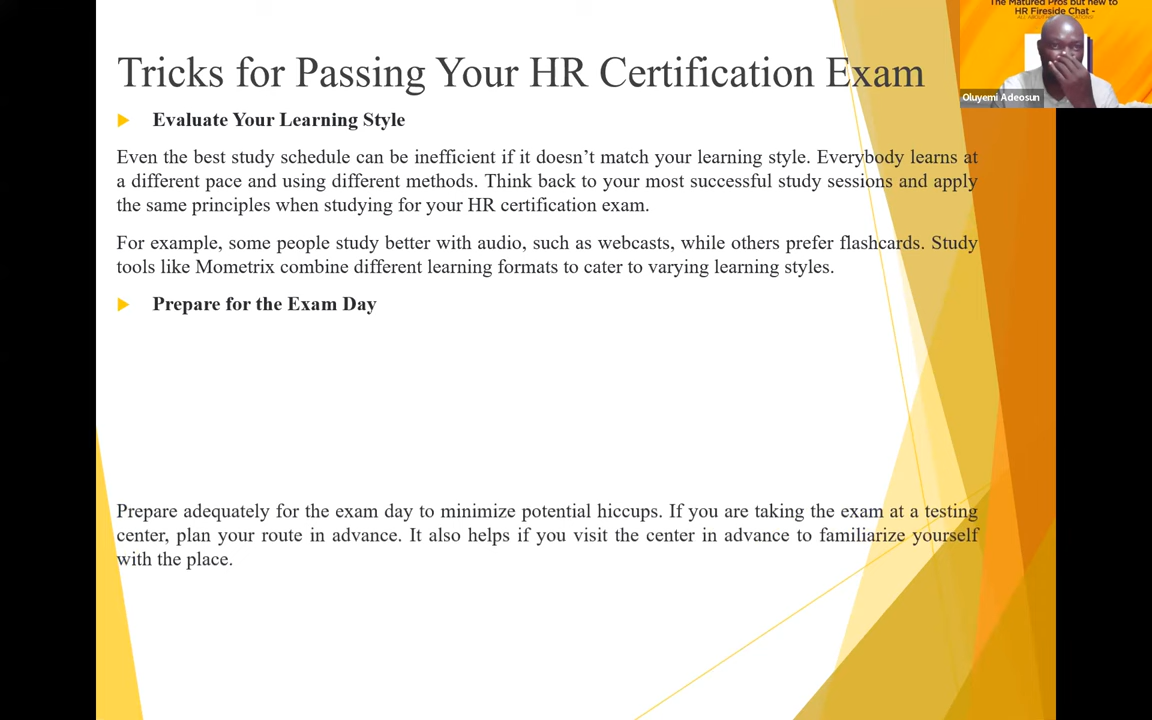 Tricks for Passing Your HR Certification Exam
Evaluate Your Learning Style
Even the best study schedule can be inefficient if it doesn’t match your learning style. Everybody learns at
a different pace and using different methods. Think back to your most successful study sessions and apply
the same principles when studying for your HR certification exam.
For example, some people study better with audio, such as webcasts, while others prefer flashcards. Study
tools like Mometrix combine different learning formats to cater to varying learning styles.
Prepare for the Exam Day
Prepare adequately for the exam day to minimize potential hiccups. If you are taking the exam at a testing
center, plan your route in advance. It also helps if you visit the center in advance to familiarize yourself
with the place.
The Matured Pros but new to
HR Fireside Chat -
Oluyemi Adeosun